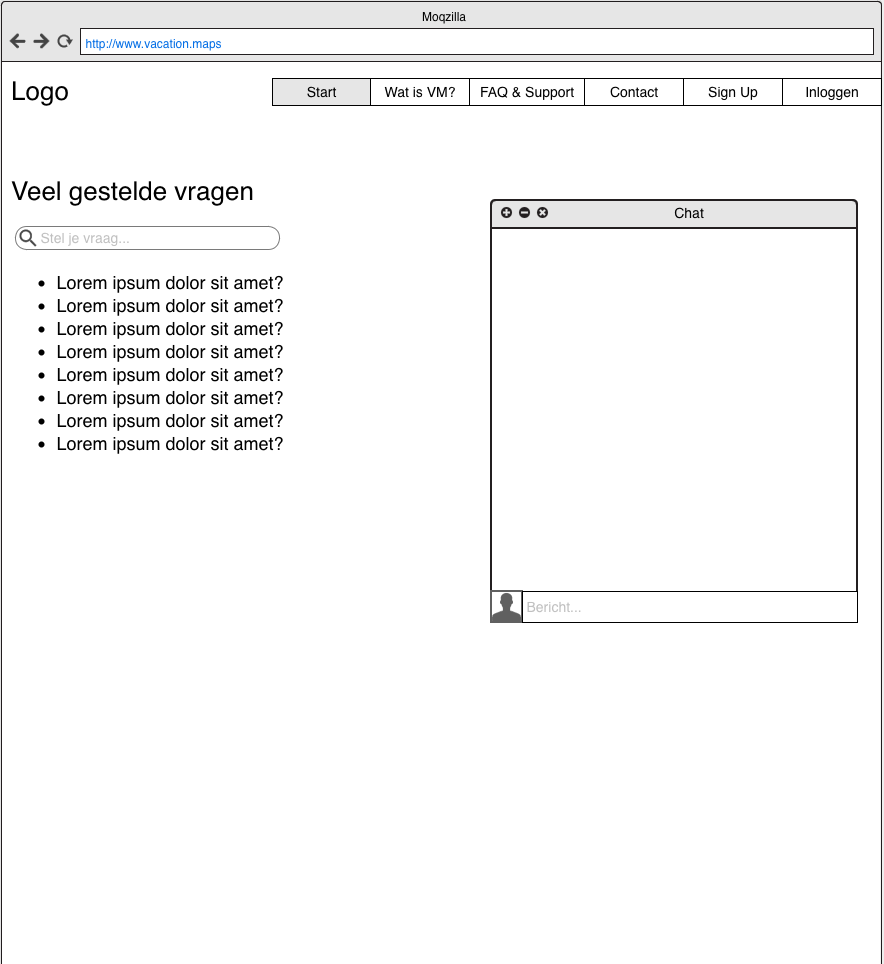 Moqzilla
http://www.vacation.maps
Logo
Start
Wat is VM?
FAQ & Support
Contact
Sign Up
Inloggen
Veel gestelde vragen
Stel je vraag...
• Lorem ipsum dolor sit amet?
• Lorem ipsum dolor sit amet?
• Lorem ipsum dolor sit amet?
• Lorem ipsum dolor sit amet?
• Lorem ipsum dolor sit amet?
• Lorem ipsum dolor sit amet?
• Lorem ipsum dolor sit amet?
• Lorem ipsum dolor sit amet?
Chat
Bericht...